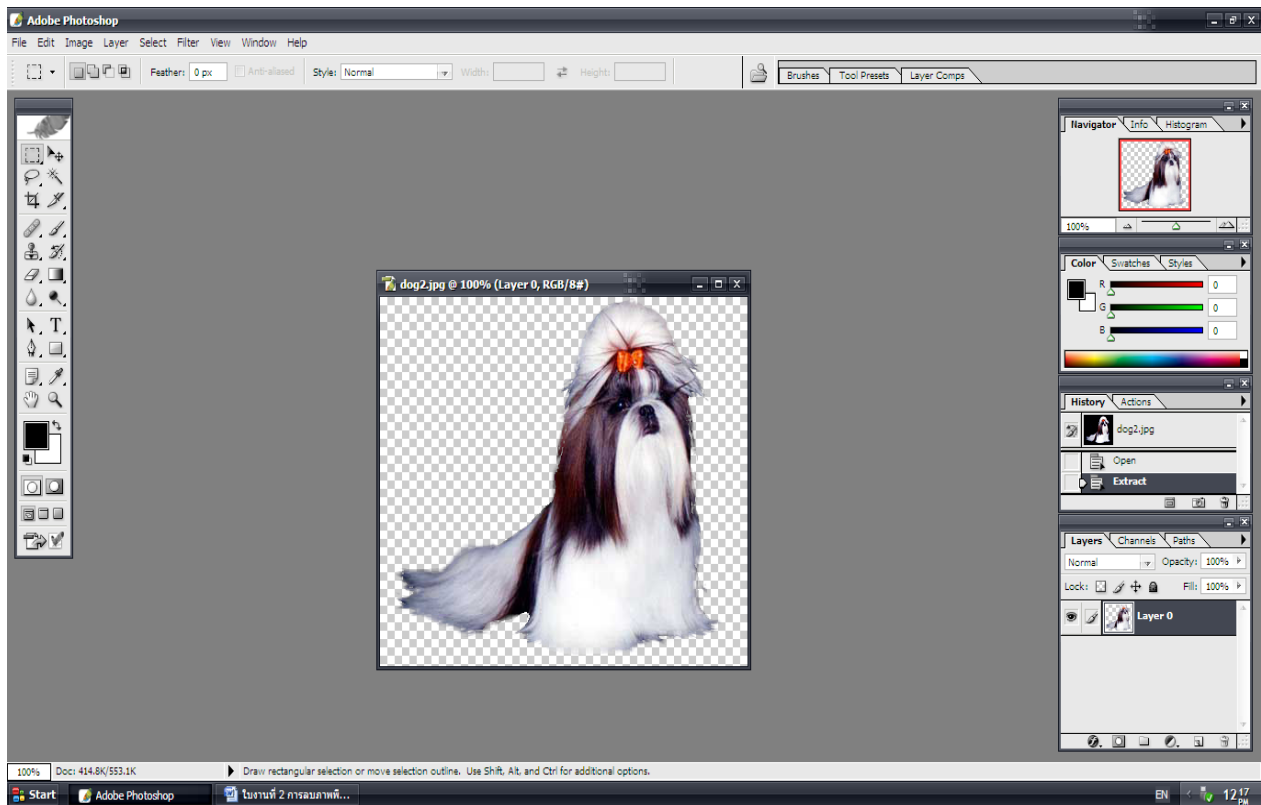 Adobe Photoshop
File Edit Image Layer Select Filter View Window Help
Feather: 0 px Anti-aliased Style: Normal Width: Height: Brushes Tool Presets Layer Comps
Navigator Info Histogram
100%
Color Swatches Styles
R 0
G 0
B 0
dog2.jpg @ 100% (Layer 0, RGB/8#)
History Actions
dog2.jpg
Open
Extract
Layers Channels Paths
Normal Opacity: 100%
Lock: Fill: 100%
Layer 0
100% Doc: 414.8K/553.1K Draw rectangular selection or move selection outline. Use Shift, Alt, and Ctrl for additional options.
Start Adobe Photoshop ใบงานที่ 2 การลบภาพพื... EN 12:17 PM